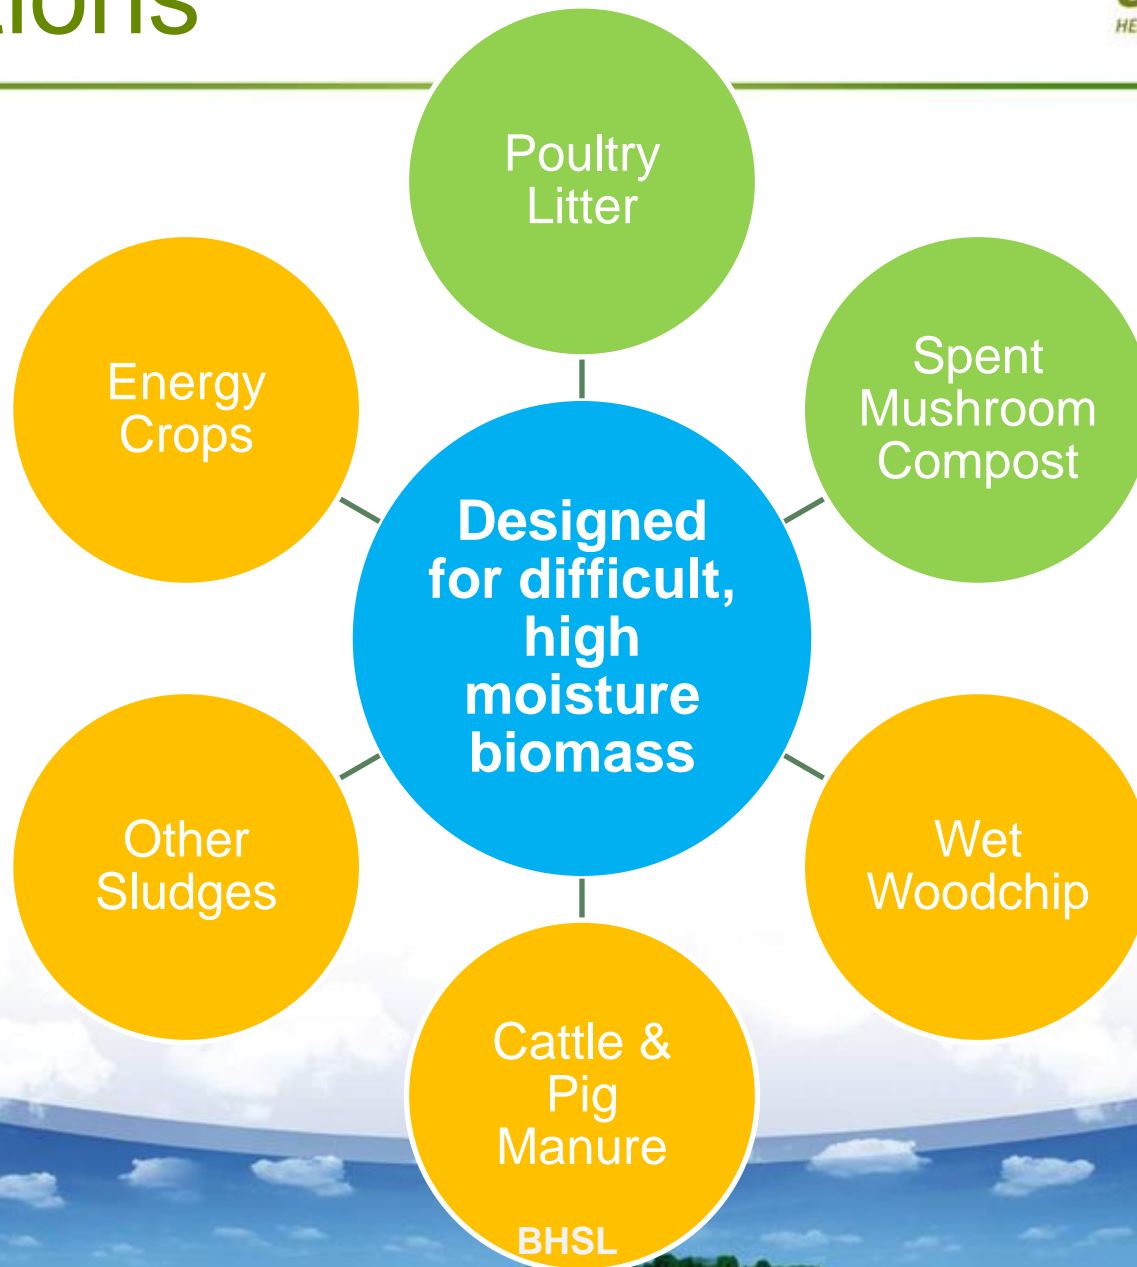 Poultry
Litter
Energy
Crops
Spent
Mushroom
Compost
Designed
for difficult,
high
moisture
biomass
Other
Sludges
Wet
Woodchip
Cattle &
Pig
Manure
BHSL